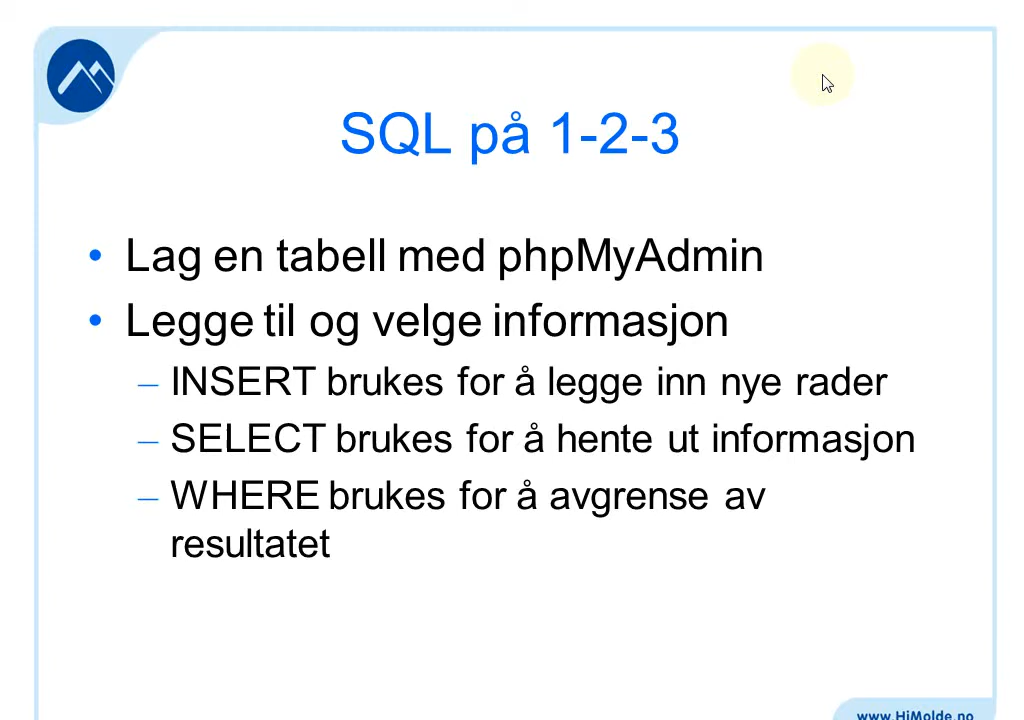 SQL på 1-2-3
• Lag en tabell med phpMyAdmin
• Legge til og velge informasjon
– INSERT brukes for å legge inn nye rader
– SELECT brukes for å hente ut informasjon
– WHERE brukes for å avgrense av
resultatet
www.HiMolde.no